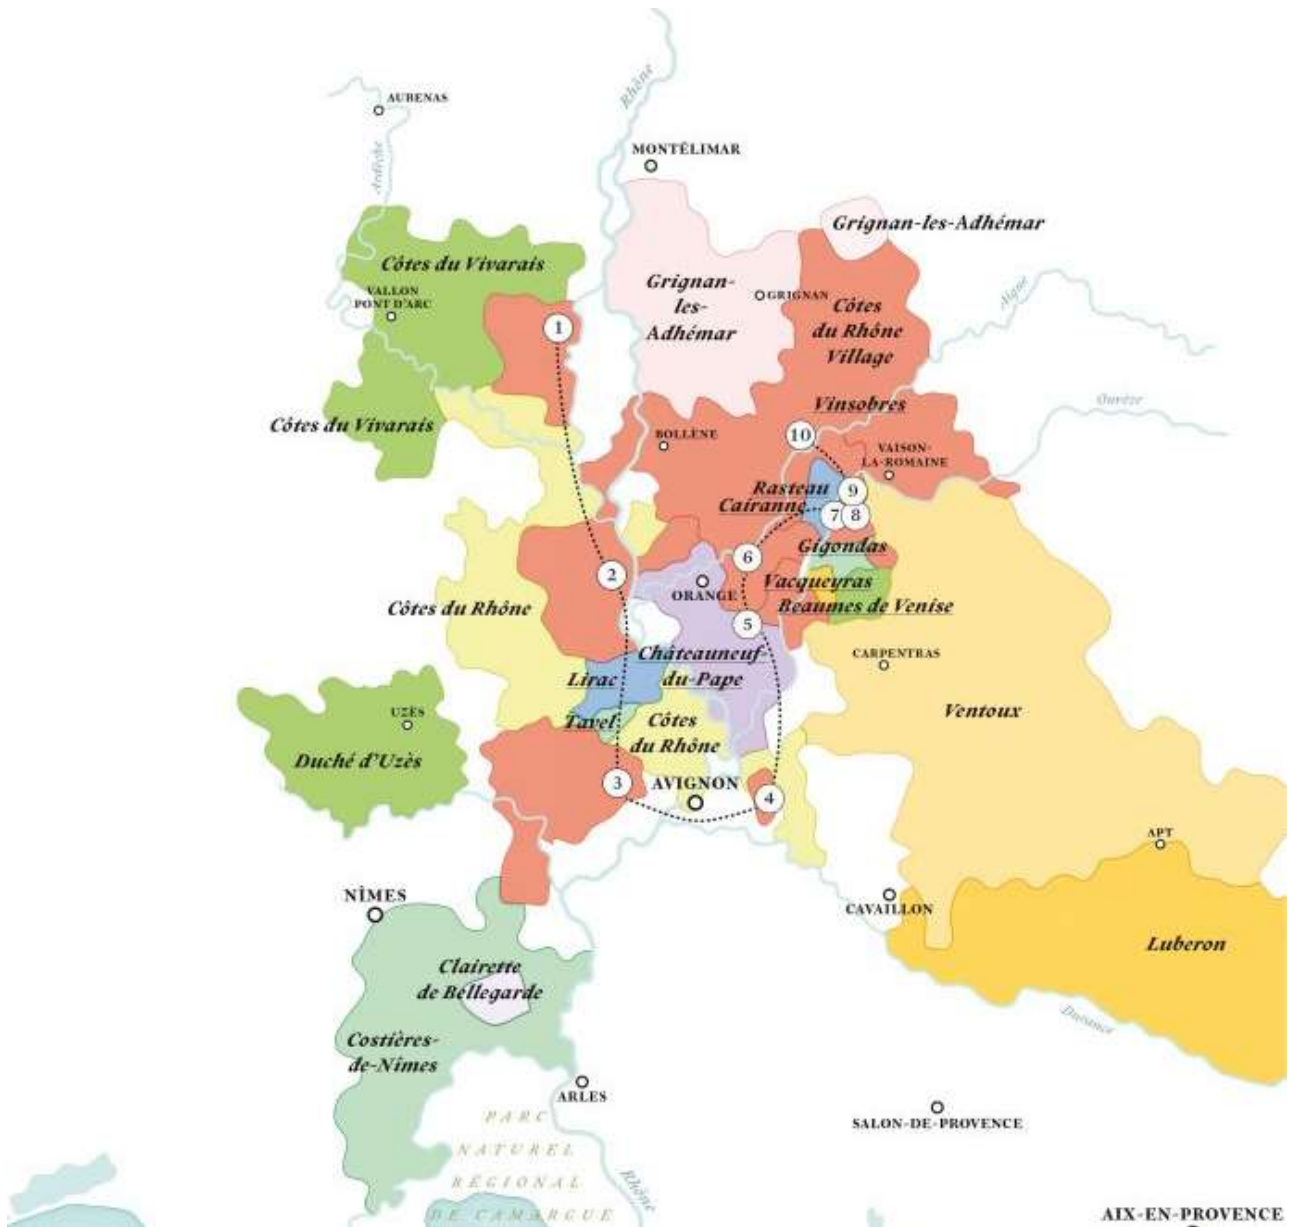 Rhône
AUBENAS
Ardèche
MONTÉLIMAR
Grignan-les-Adhémar
Côtes du Vivarais
Grignan-
les-
Adhémar
GRIGNAN
Aigue
VALLON
PONT D'ARC
Côtes
du Rhône
Village
1
Ouvèze
Vinsobres
Côtes du Vivarais
BOLLÈNE
10
VAISON-
LA-ROMAINE
Rasteau
9
Cairanne
7
8
Gigondas
6
2
ORANGE
Vacqueyras
Côtes du Rhône
Beaumes de Venise
5
Châteauneuf-
du-Pape
CARPENTRAS
Lirac
UZÈS
Tavel
Côtes
du Rhône
Ventoux
Duché d'Uzès
3
AVIGNON
4
APT
NÎMES
CAVAILLON
Luberon
Clairette
de Bellegarde
Durance
Costières-
de-Nîmes
ARLES
SALON-DE-PROVENCE
PARC
NATUREL
RÉGIONAL
DE CAMARGUE
Rhône
AIX-EN-PROVENCE